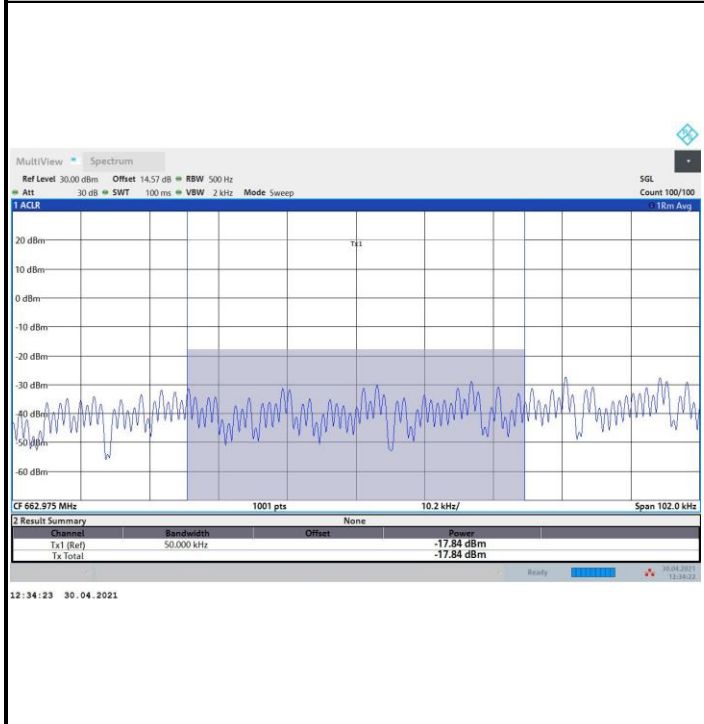 MultiView Spectrum
Ref Level 30.00 dBm Offset 14.57 dB RBW 500 Hz SGL
Att 30 dB SWT 100 ms VBW 2 kHz Mode Sweep Count 100/100
1 ACLR 1Rm Avg
Tx1
20 dBm
10 dBm
0 dBm
-10 dBm
-20 dBm
-30 dBm
-40 dBm
-50 dBm
-60 dBm
CF 662.975 MHz 1001 pts 10.2 kHz/ Span 102.0 kHz
2 Result Summary None
Channel Bandwidth Offset Power
Tx1 (Ref) 50.000 kHz -17.84 dBm
Tx Total -17.84 dBm
Ready 30.04.2021
12:34:22
12:34:23 30.04.2021